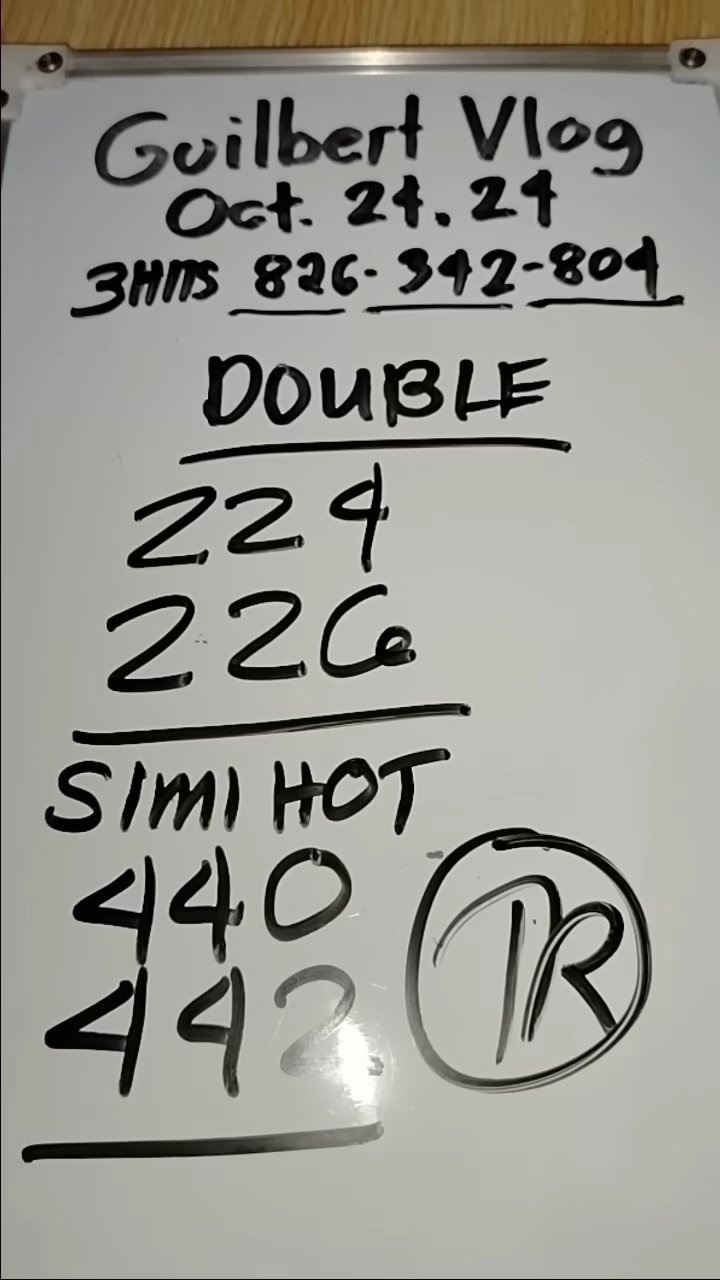 Guilbert Vlog
Oct. 24. 24
3HITS 826- 342-804
DOUBLE
224
226
SIMI HOT
440
442
TR